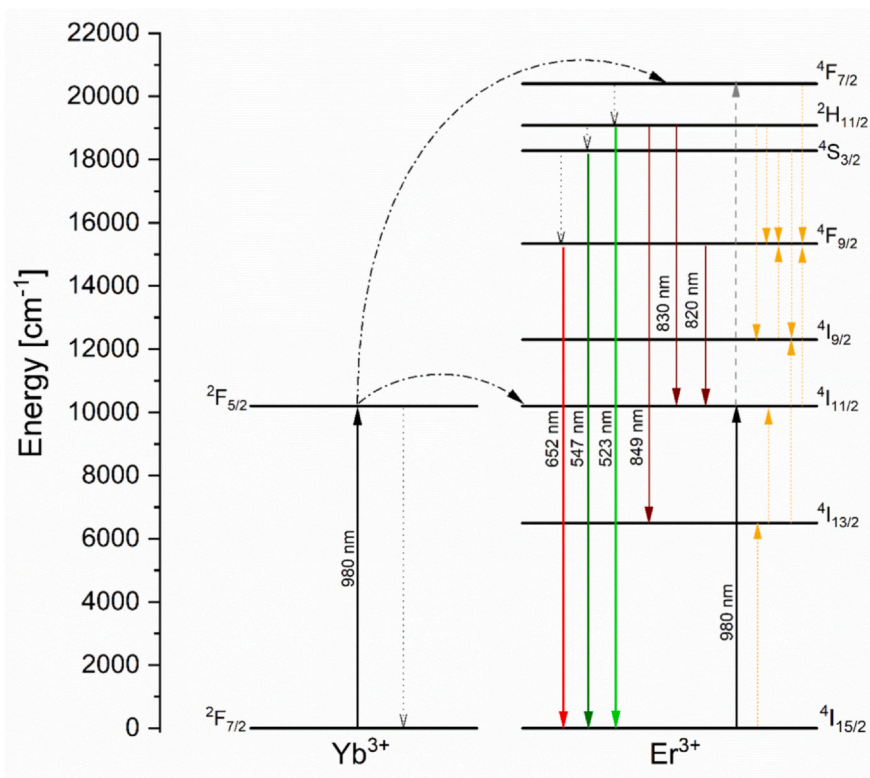 Energy [cm⁻¹]
22000
20000
18000
16000
14000
12000
10000
8000
6000
4000
2000
0
²F₅/₂
²F₇/₂
980 nm
Yb³⁺
⁴F₇/₂
²H₁₁/₂
⁴S₃/₂
⁴F₉/₂
⁴I₉/₂
⁴I₁₁/₂
⁴I₁₃/₂
⁴I₁₅/₂
652 nm
547 nm
523 nm
849 nm
830 nm
820 nm
980 nm
Er³⁺